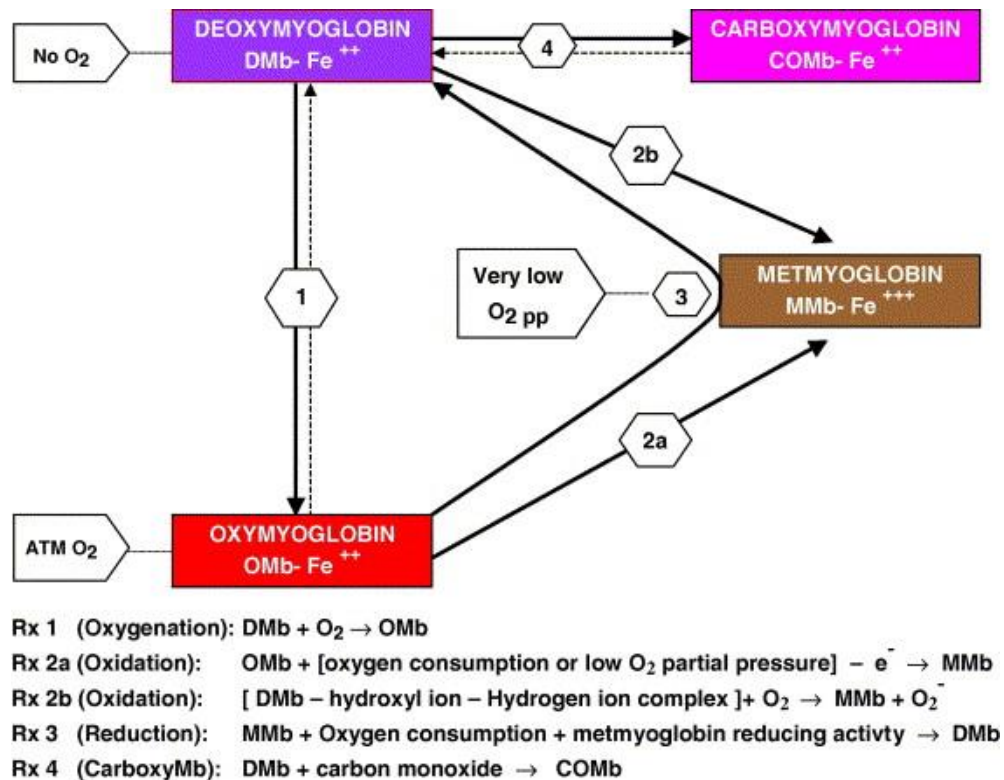 DEOXYMYOGLOBIN
DMb- Fe ++
CARBOXYMYOGLOBIN
COMb- Fe ++
No O2
4
2b
METMYOGLOBIN
MMb- Fe +++
Very low
O2 pp
3
1
2a
OXYMYOGLOBIN
OMb- Fe ++
ATM O2
Rx 1 (Oxygenation): DMb + O2 → OMb
Rx 2a (Oxidation): OMb + [oxygen consumption or low O2 partial pressure] – e- → MMb
Rx 2b (Oxidation): [ DMb – hydroxyl ion – Hydrogen ion complex ]+ O2 → MMb + O2-
Rx 3 (Reduction): MMb + Oxygen consumption + metmyoglobin reducing activty → DMb
Rx 4 (CarboxyMb): DMb + carbon monoxide → COMb